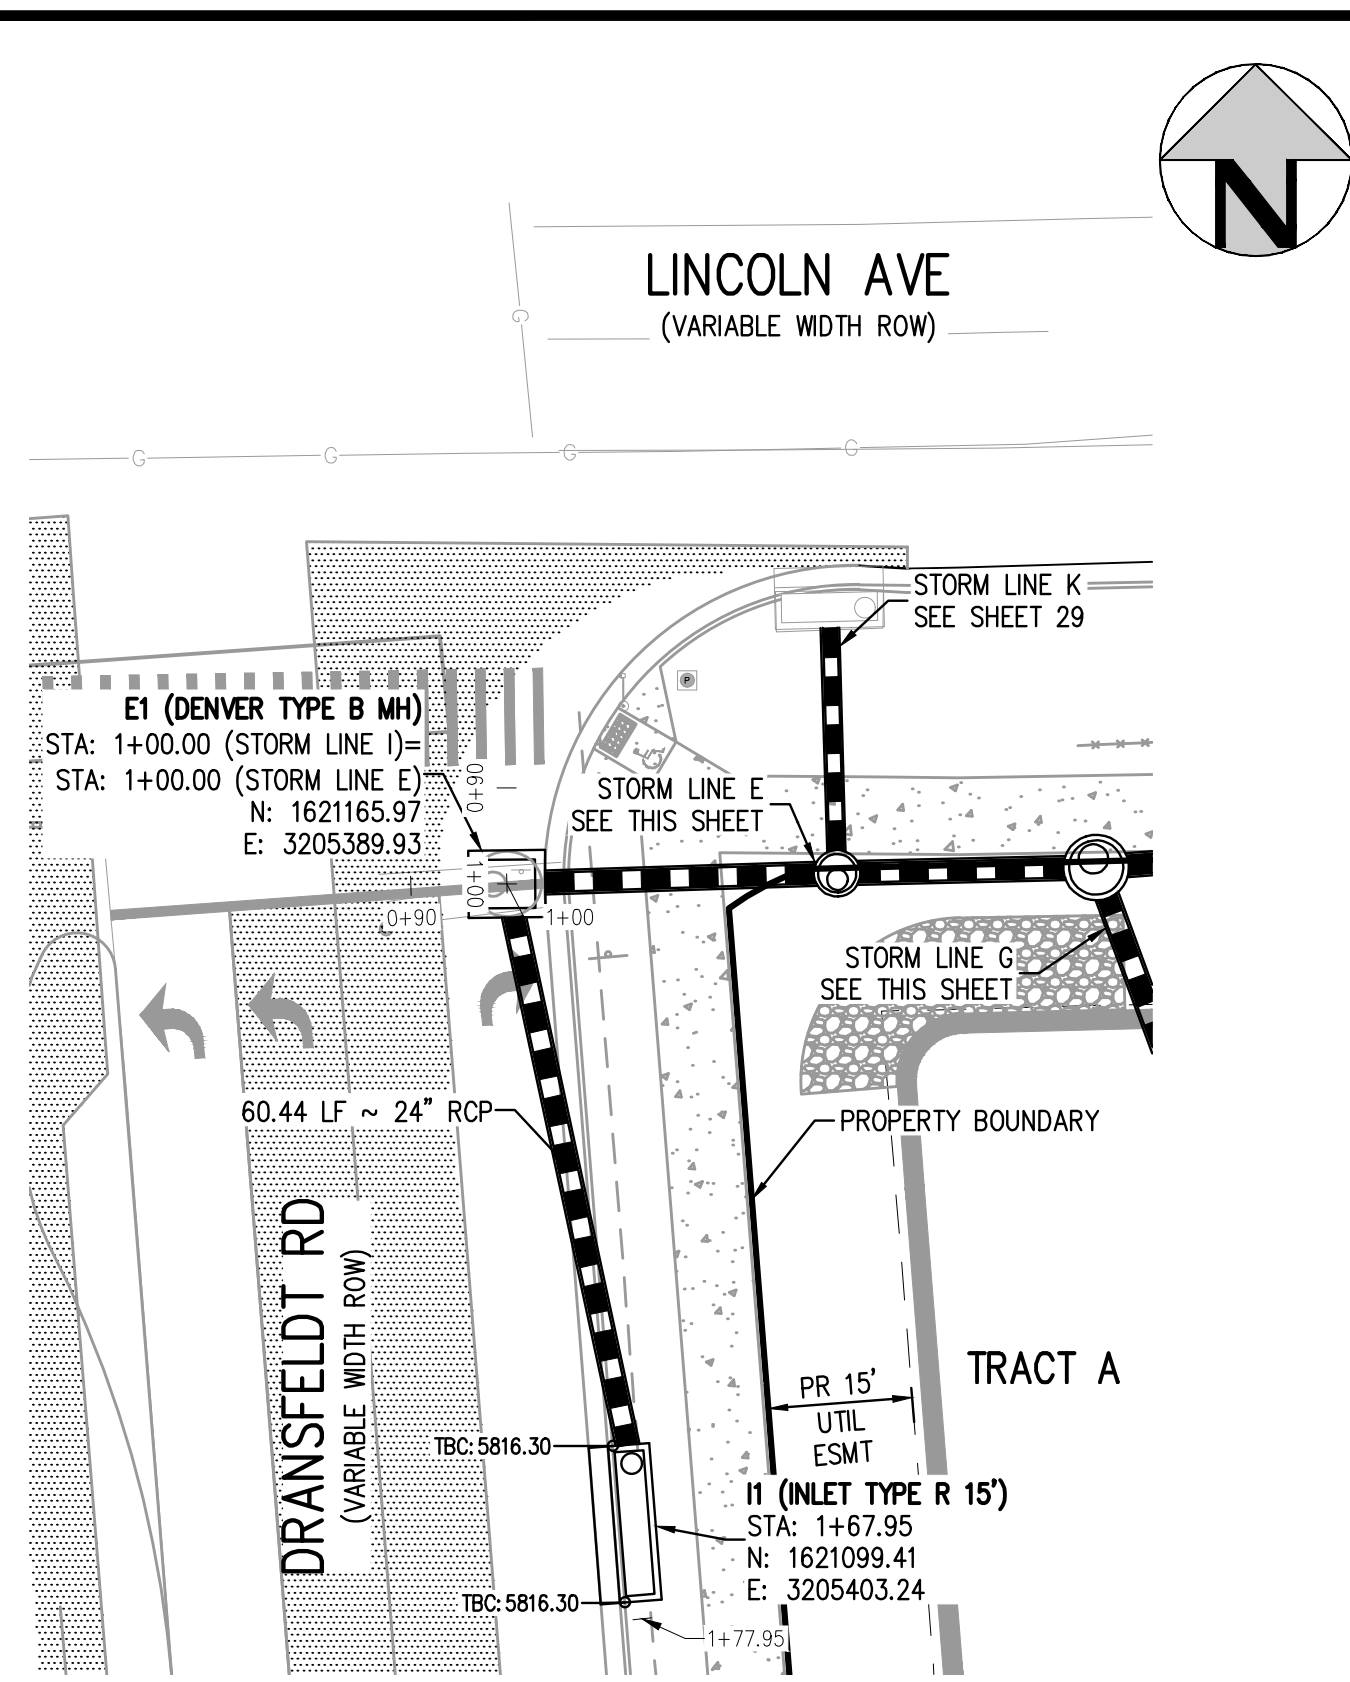 N
LINCOLN AVE
(VARIABLE WIDTH ROW)
G
G
G
G
G
STORM LINE K
SEE SHEET 29
P
E1 (DENVER TYPE B MH)
STA: 1+00.00 (STORM LINE I)=
STA: 1+00.00 (STORM LINE E)
N: 1621165.97
E: 3205389.93
0+90
STORM LINE E
SEE THIS SHEET
1+00
0+90
1+00
STORM LINE G
SEE THIS SHEET
60.44 LF ~ 24" RCP
PROPERTY BOUNDARY
DRANSFELDT RD
(VARIABLE WIDTH ROW)
TRACT A
PR 15'
UTIL
ESMT
TBC: 5816.30
I1 (INLET TYPE R 15')
STA: 1+67.95
N: 1621099.41
E: 3205403.24
TBC: 5816.30
1+77.95